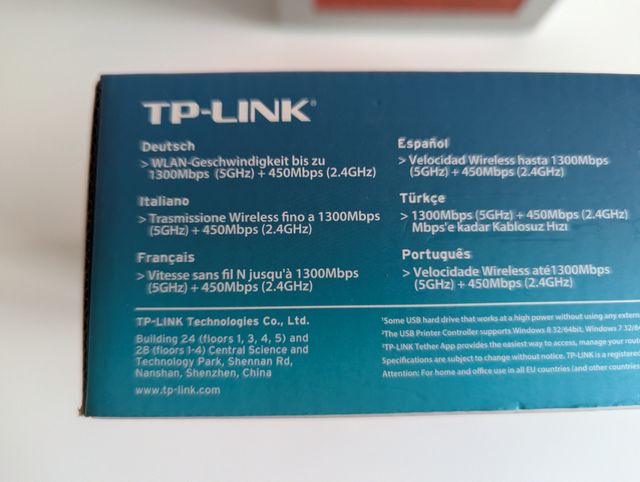 TP-LINK®
Deutsch
> WLAN-Geschwindigkeit bis zu
1300Mbps (5GHz) + 450Mbps (2.4GHz)
Italiano
> Trasmissione Wireless fino a 1300Mbps
(5GHz) + 450Mbps (2.4GHz)
Français
> Vitesse sans fil N jusqu'à 1300Mbps
(5GHz) + 450Mbps (2.4GHz)
Español
> Velocidad Wireless hasta 1300Mbps
(5GHz) + 450Mbps (2.4GHz)
Türkçe
> 1300Mbps (5GHz) + 450Mbps (2.4GHz)
Mbps'e kadar Kablosuz Hızı
Português
> Velocidade Wireless até1300Mbps
(5GHz) + 450Mbps (2.4GHz)
TP-LINK Technologies Co., Ltd.
Building 24 (floors 1, 3, 4, 5) and
28 (floors 1-4) Central Science and
Technology Park, Shennan Rd,
Nanshan, Shenzhen, China
www.tp-link.com
¹Some USB hard drive that works at a high power without using any extern
²The USB Printer Controller supports Windows 8 32/64bit, Windows 7 32/64
³TP-LINK Tether App provides the easiest way to access, manage your rout
Specifications are subject to change without notice. TP-LINK is a registere
Attention: For home and office use in all EU countries (and other countries